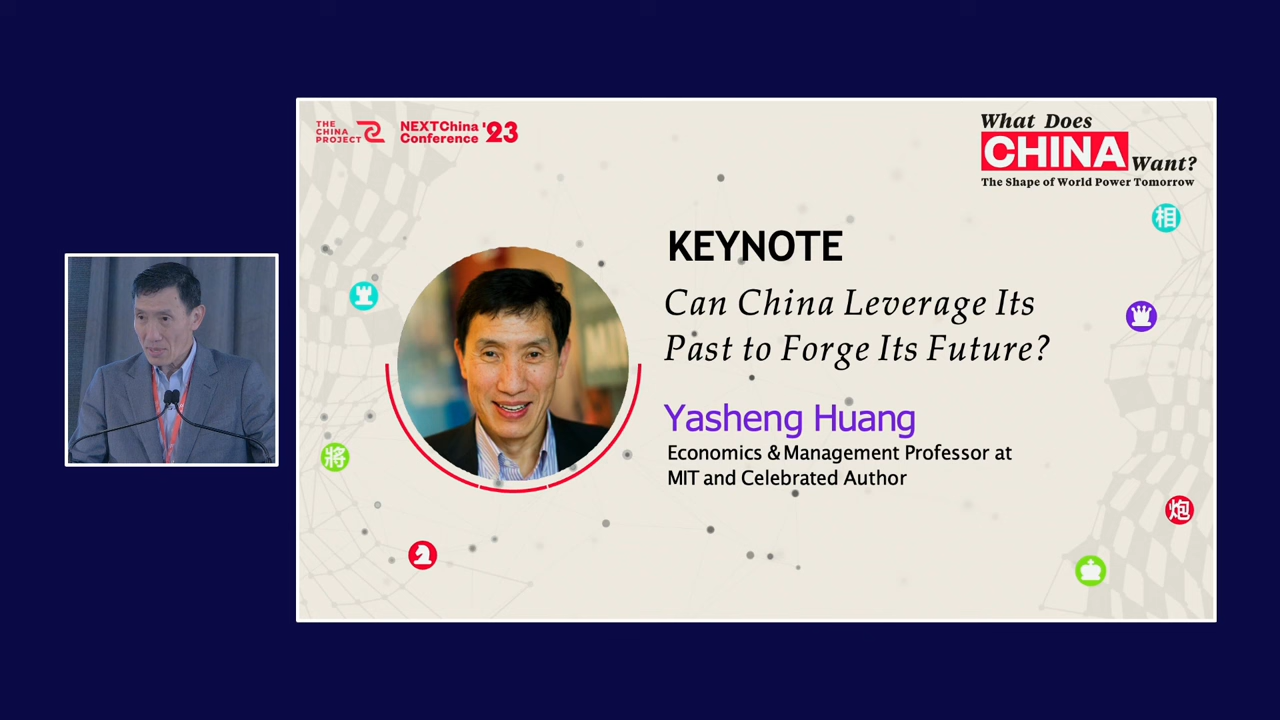 THE
CHINA
PROJECT
NEXTChina '23
Conference
What Does
CHINA Want?
The Shape of World Power Tomorrow
相
KEYNOTE
Can China Leverage Its
Past to Forge Its Future?
Yasheng Huang
Economics & Management Professor at
MIT and Celebrated Author
將
炮